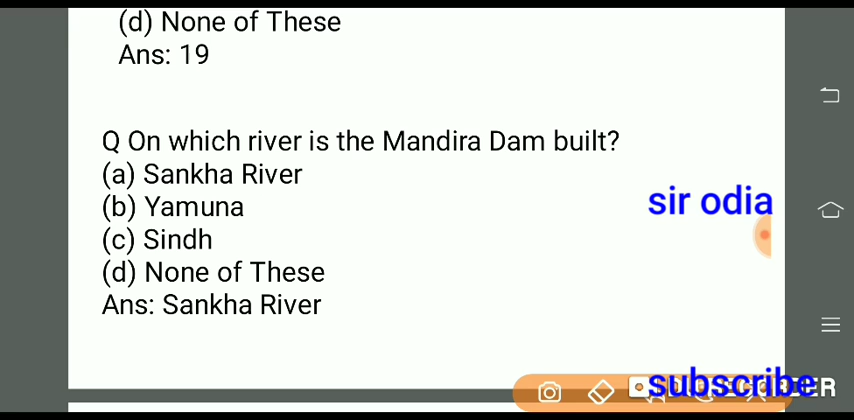 (d) None of These
Ans: 19
Q On which river is the Mandira Dam built?
(a) Sankha River
(b) Yamuna
(c) Sindh
(d) None of These
Ans: Sankha River
sir odia
subscribe